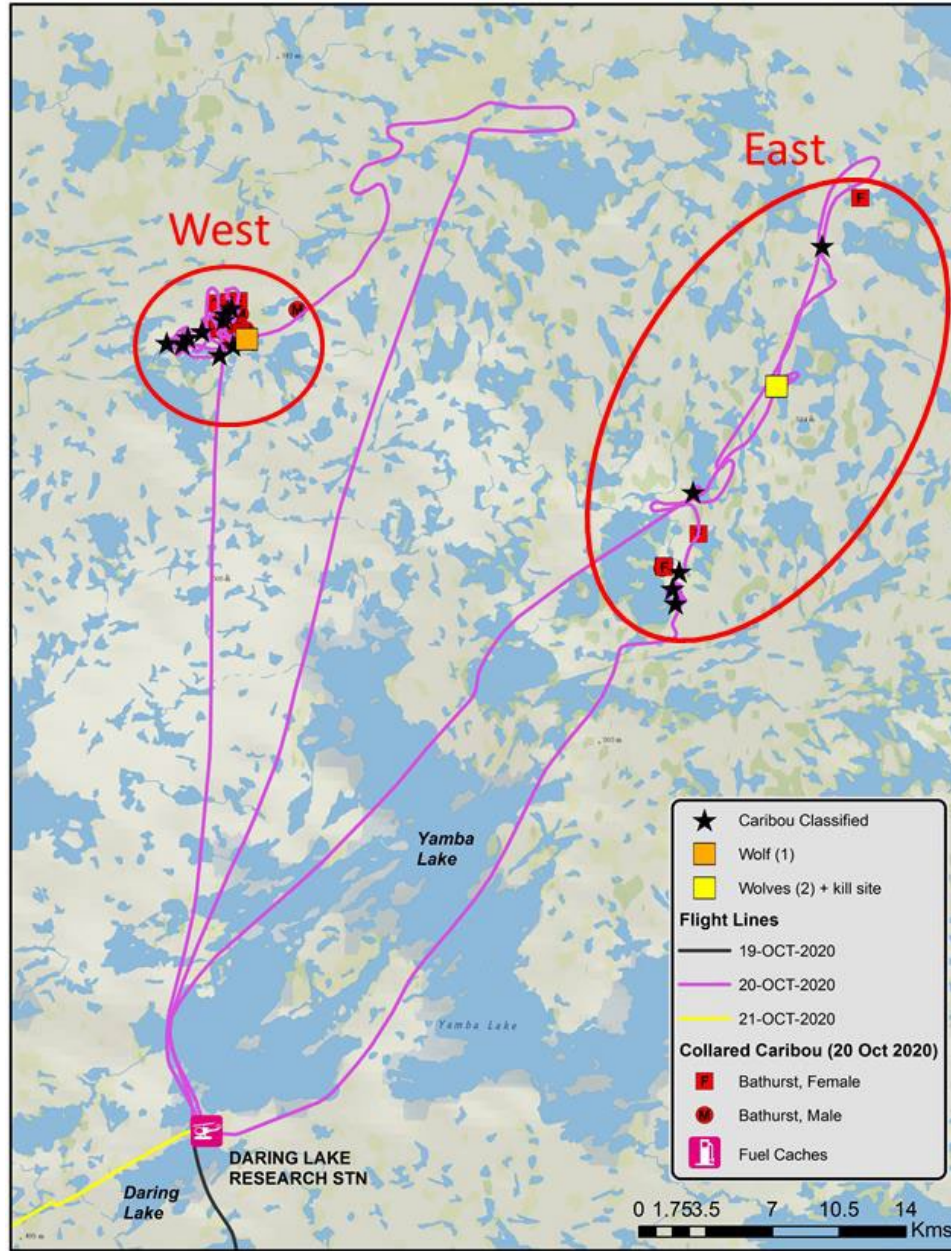 East
West
F
M
F
Yamba
Lake
Yamba Lake
DARING LAKE
RESEARCH STN
Daring
Lake
Caribou Classified
Wolf (1)
Wolves (2) + kill site
Flight Lines
19-OCT-2020
20-OCT-2020
21-OCT-2020
Collared Caribou (20 Oct 2020)
F Bathurst, Female
M Bathurst, Male
Fuel Caches
0 1.75 3.5 7 10.5 14
Kms